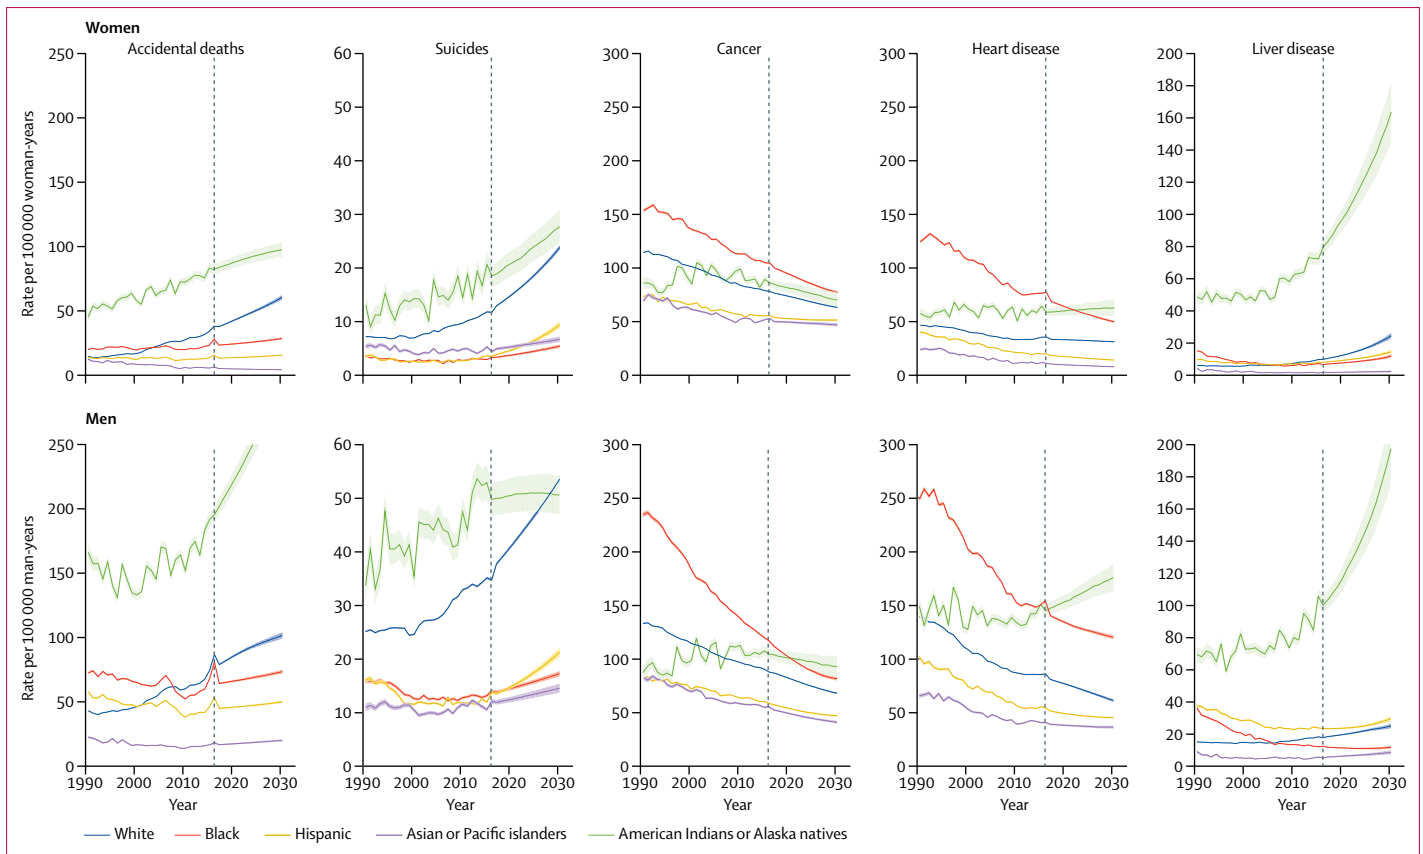 Women
Accidental deaths Suicides Cancer Heart disease Liver disease
250 60 300 300 200
180
200 50 250 250 160
40 200 200 140
150 120
30 150 150 100
100 80
20 100 100 60
50 10 50 50 40
20
0 0 0 0 0
Rate per 100 000 woman-years
Men
250 60 300 300 200
180
200 50 250 250 160
40 200 200 140
150 120
30 150 150 100
100 80
20 100 100 60
50 10 50 50 40
20
0 0 0 0 0
Rate per 100 000 man-years
1990 2000 2010 2020 2030 1990 2000 2010 2020 2030 1990 2000 2010 2020 2030 1990 2000 2010 2020 2030 1990 2000 2010 2020 2030
Year Year Year Year Year
White Black Hispanic Asian or Pacific islanders American Indians or Alaska natives